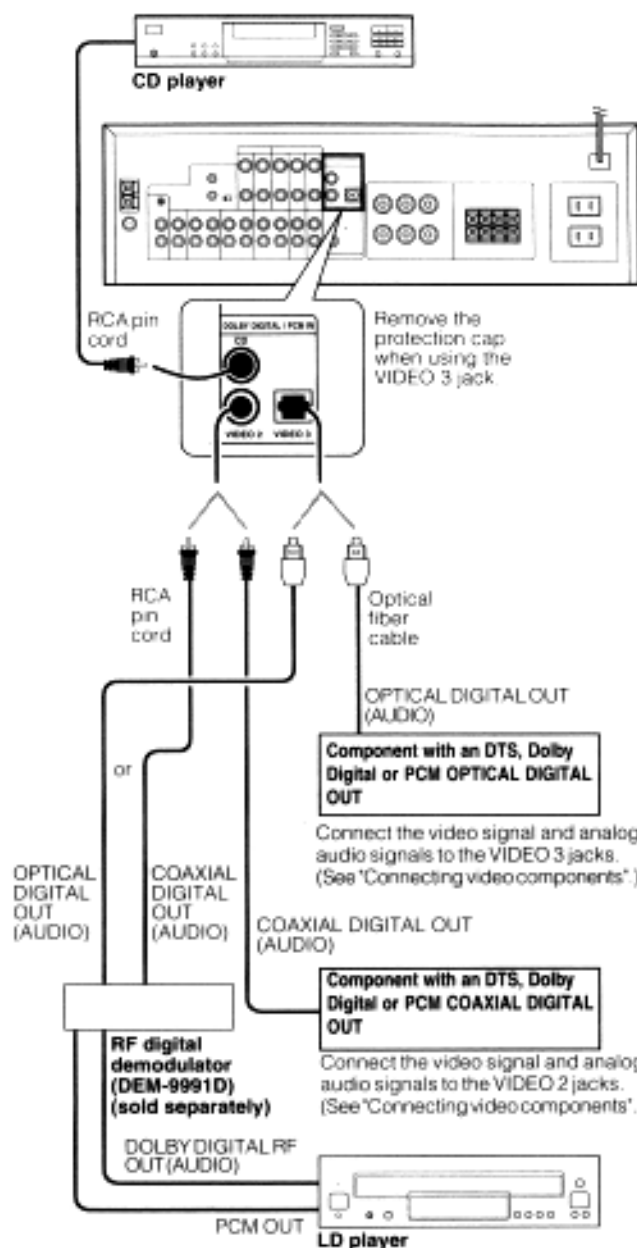 CD player
RCA pin
cord
DOLBY DIGITAL / PCM IN
CD
VIDEO 2
VIDEO 3
Remove the
protection cap
when using the
VIDEO 3 jack.
RCA
pin
cord
Optical
fiber
cable
OPTICAL DIGITAL OUT
(AUDIO)
Component with an DTS, Dolby
Digital or PCM OPTICAL DIGITAL
OUT
or
Connect the video signal and analog
audio signals to the VIDEO 3 jacks.
(See "Connecting video components".)
OPTICAL
DIGITAL
OUT
(AUDIO)
COAXIAL
DIGITAL
OUT
(AUDIO)
COAXIAL DIGITAL OUT
(AUDIO)
Component with an DTS, Dolby
Digital or PCM COAXIAL DIGITAL
OUT
RF digital
demodulator
(DEM-9991D)
(sold separately)
Connect the video signal and analog
audio signals to the VIDEO 2 jacks.
(See "Connecting video components".
DOLBY DIGITAL RF
OUT (AUDIO)
PCM OUT
LD player